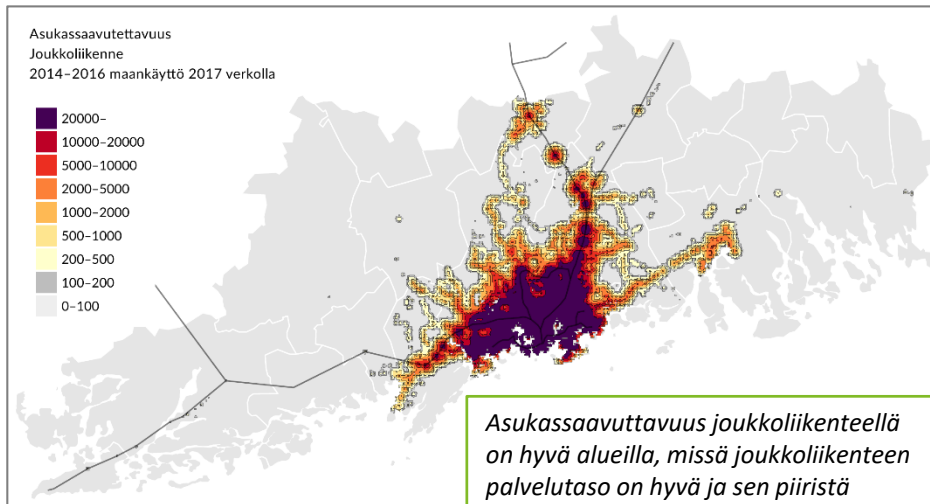 Asukassaavutettavuus
Joukkoliikenne
2014–2016 maankäyttö 2017 verkolla
20000–
10000–20000
5000–10000
2000–5000
1000–2000
500–1000
200–500
100–200
0–100
Asukassaavuttavuus joukkoliikenteellä
on hyvä alueilla, missä joukkoliikenteen
palvelutaso on hyvä ja sen piiristä